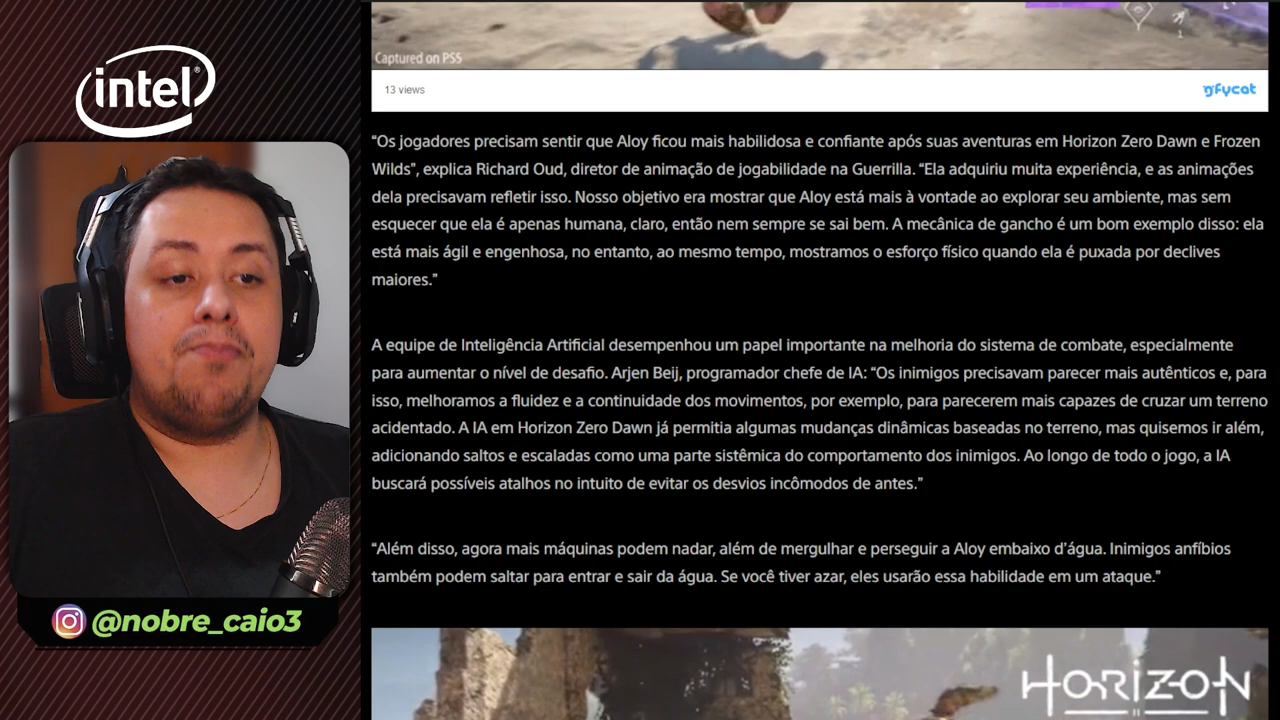 intel
@nobre_caio3
Captured on PS5
1
13 views
gfycat
“Os jogadores precisam sentir que Aloy ficou mais habilidosa e confiante após suas aventuras em Horizon Zero Dawn e Frozen
Wilds”, explica Richard Oud, diretor de animação de jogabilidade na Guerrilla. “Ela adquiriu muita experiência, e as animações
dela precisavam refletir isso. Nosso objetivo era mostrar que Aloy está mais à vontade ao explorar seu ambiente, mas sem
esquecer que ela é apenas humana, claro, então nem sempre se sai bem. A mecânica de gancho é um bom exemplo disso: ela
está mais ágil e engenhosa, no entanto, ao mesmo tempo, mostramos o esforço físico quando ela é puxada por declives
maiores.”
A equipe de Inteligência Artificial desempenhou um papel importante na melhoria do sistema de combate, especialmente
para aumentar o nível de desafio. Arjen Beij, programador chefe de IA: “Os inimigos precisavam parecer mais autênticos e, para
isso, melhoramos a fluidez e a continuidade dos movimentos, por exemplo, para parecerem mais capazes de cruzar um terreno
acidentado. A IA em Horizon Zero Dawn já permitia algumas mudanças dinâmicas baseadas no terreno, mas quisemos ir além,
adicionando saltos e escaladas como uma parte sistêmica do comportamento dos inimigos. Ao longo de todo o jogo, a IA
buscará possíveis atalhos no intuito de evitar os desvios incômodos de antes.”
“Além disso, agora mais máquinas podem nadar, além de mergulhar e perseguir a Aloy embaixo d'água. Inimigos anfíbios
também podem saltar para entrar e sair da água. Se você tiver azar, eles usarão essa habilidade em um ataque.”
HORIZON